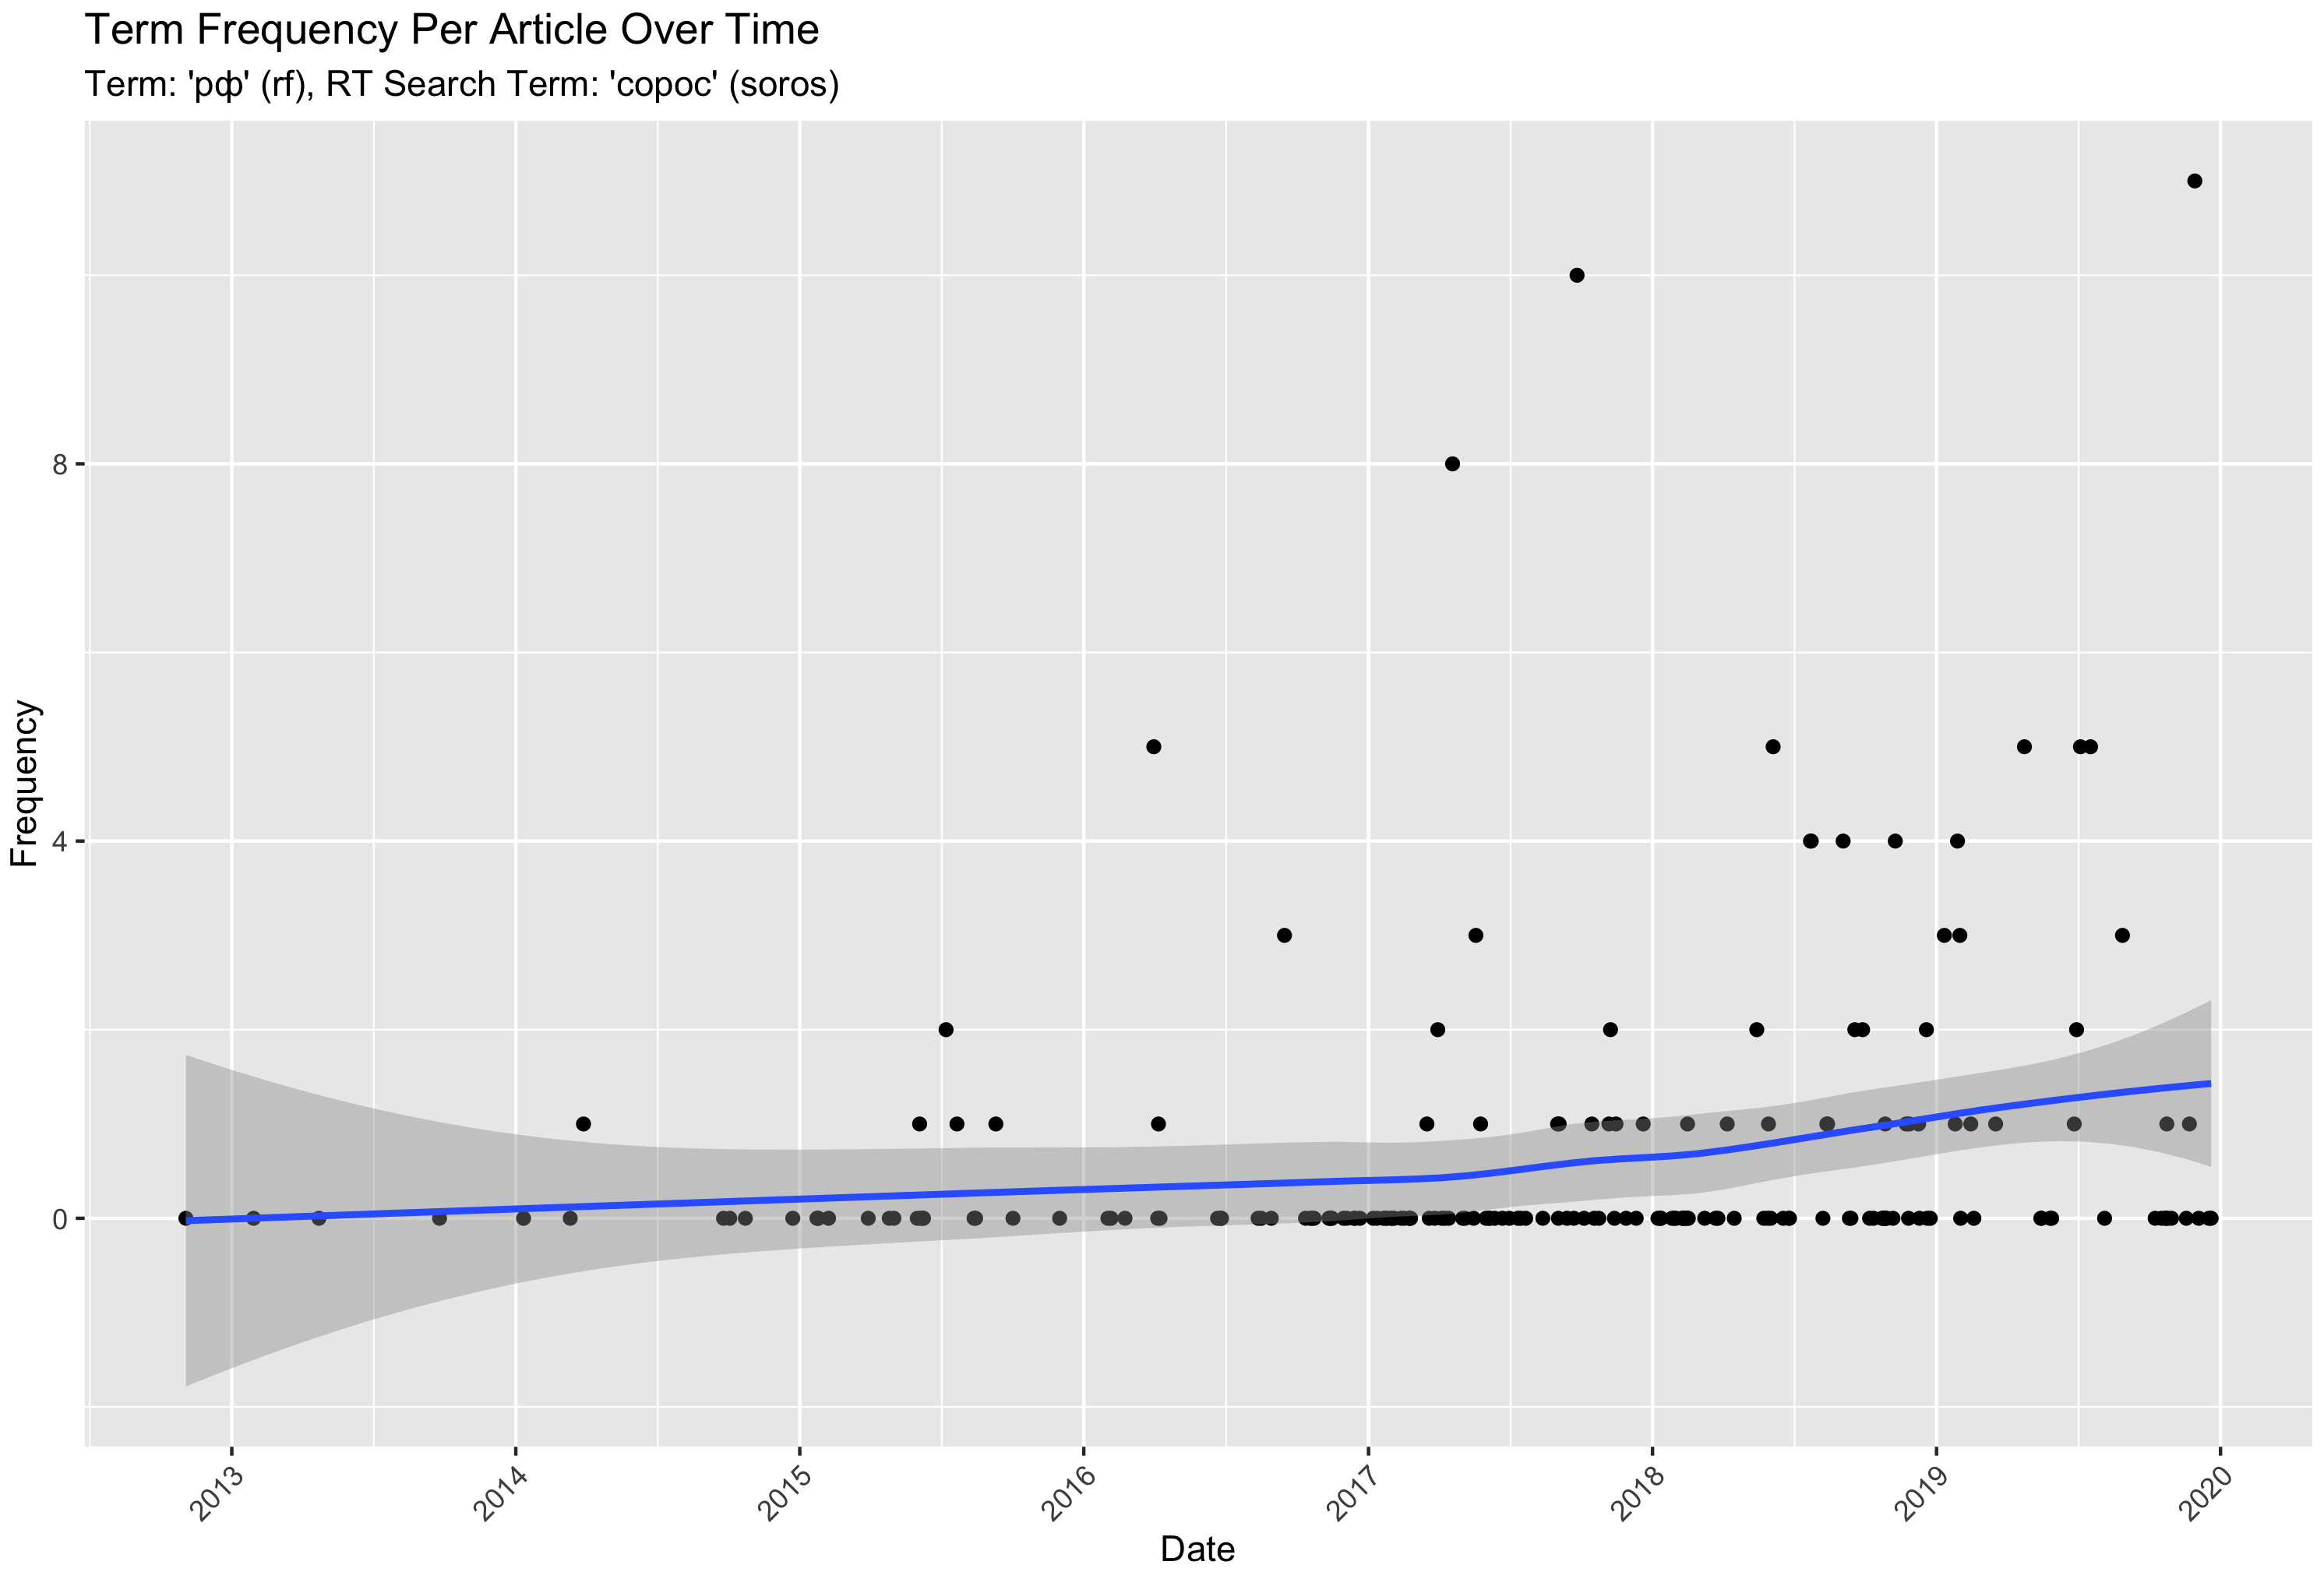 Term Frequency Per Article Over Time
Term: 'рф' (rf), RT Search Term: 'сорос' (soros)
Frequency
8
4
0
2013
2014
2015
2016
2017
2018
2019
2020
Date